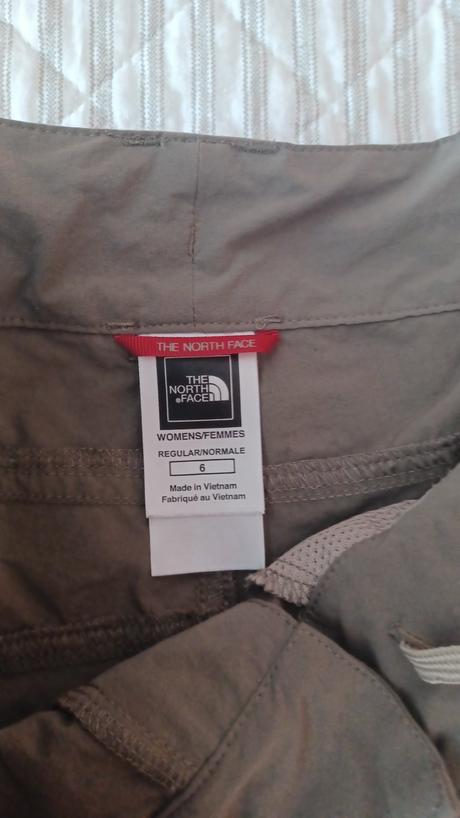 THE NORTH FACE
THE
NORTH
FACE
WOMENS/FEMMES
REGULAR/NORMALE
6
Made in Vietnam
Fabriqué au Vietnam